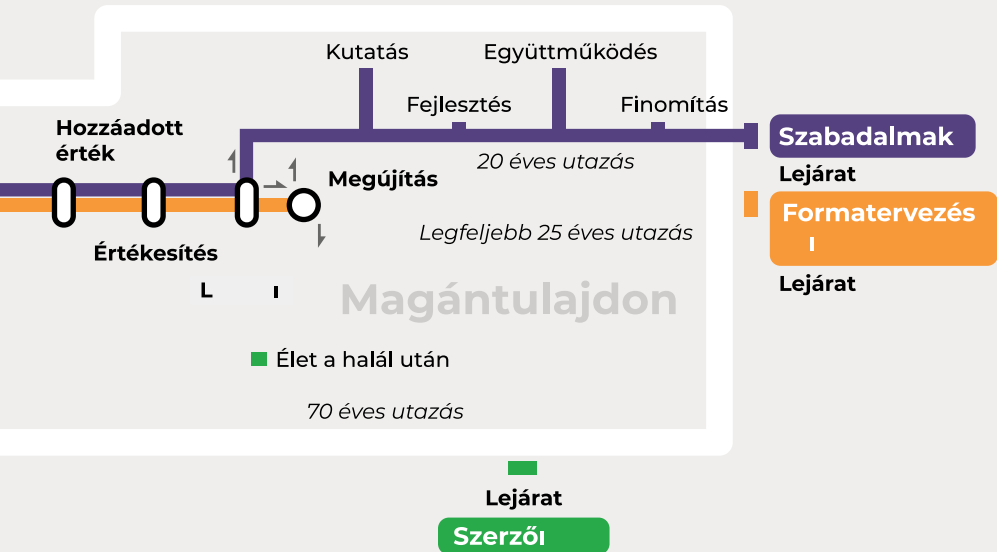 Kutatás
Együttműködés
Fejlesztés
Finomítás
Hozzáadott
érték
Szabadalmak
20 éves utazás
Lejárat
Megújítás
Formatervezés
Legfeljebb 25 éves utazás
Értékesítés
Lejárat
Magántulajdon
Élet a halál után
70 éves utazás
Lejárat